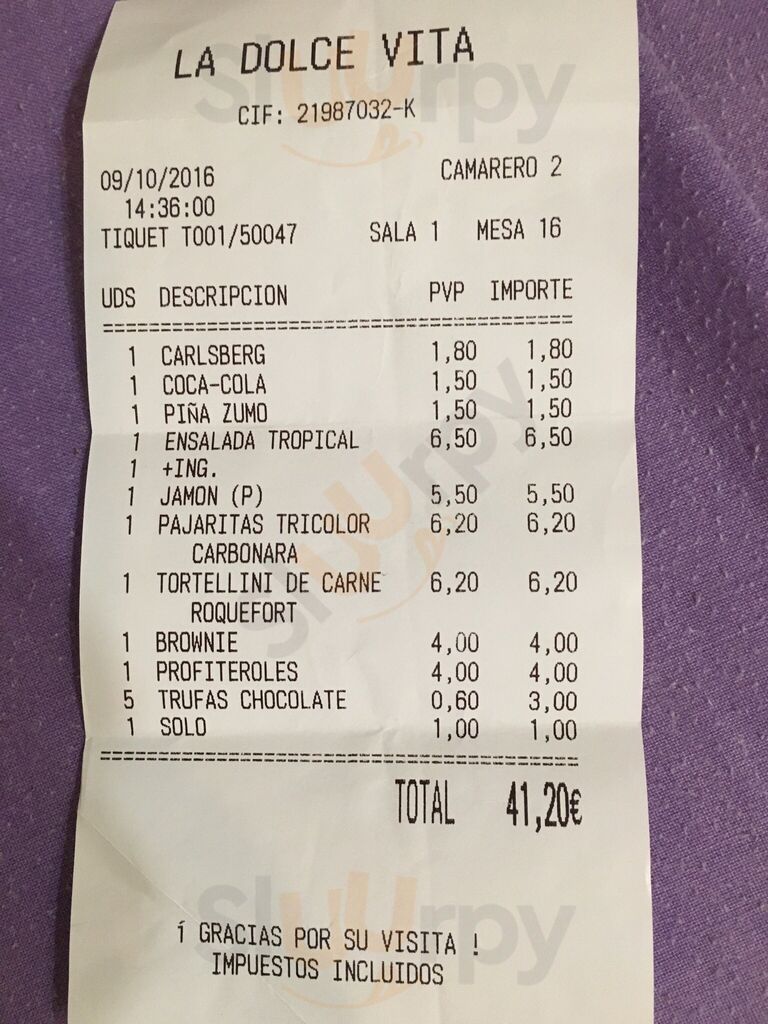 LA DOLCE VITA
CIF: 21987032-K
09/10/2016 CAMARERO 2
14:36:00
TIQUET T001/50047 SALA 1 MESA 16
UDS DESCRIPCION PVP IMPORTE
1 CARLSBERG 1,80 1,80
1 COCA-COLA 1,50 1,50
1 PIÑA ZUMO 1,50 1,50
1 ENSALADA TROPICAL 6,50 6,50
1 +ING.
1 JAMON (P) 5,50 5,50
1 PAJARITAS TRICOLOR 6,20 6,20
CARBONARA
1 TORTELLINI DE CARNE 6,20 6,20
ROQUEFORT
1 BROWNIE 4,00 4,00
1 PROFITEROLES 4,00 4,00
5 TRUFAS CHOCOLATE 0,60 3,00
1 SOLO 1,00 1,00
TOTAL 41,20€
í GRACIAS POR SU VISITA !
IMPUESTOS INCLUIDOS
Sluurpy
Sluurpy
Sluurpy